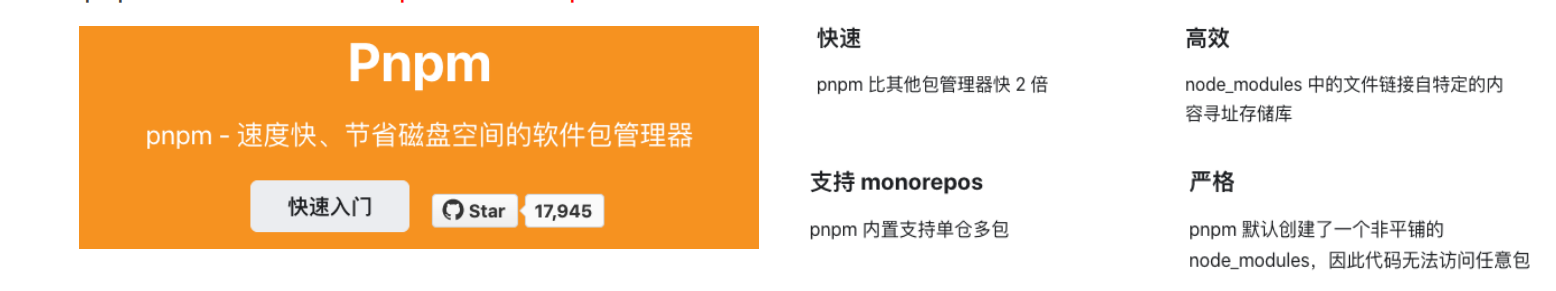 Pnpm
pnpm - 速度快、节省磁盘空间的软件包管理器
快速入门
Star 17,945
快速
pnpm 比其他包管理器快 2 倍
高效
node_modules 中的文件链接自特定的内
容寻址存储库
支持 monorepos
pnpm 内置支持单仓多包
严格
pnpm 默认创建了一个非平铺的
node_modules，因此代码无法访问任意包